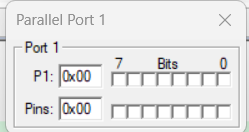 Parallel Port 1
Port 1
7 Bits 0
P1: 0x00
Pins: 0x00